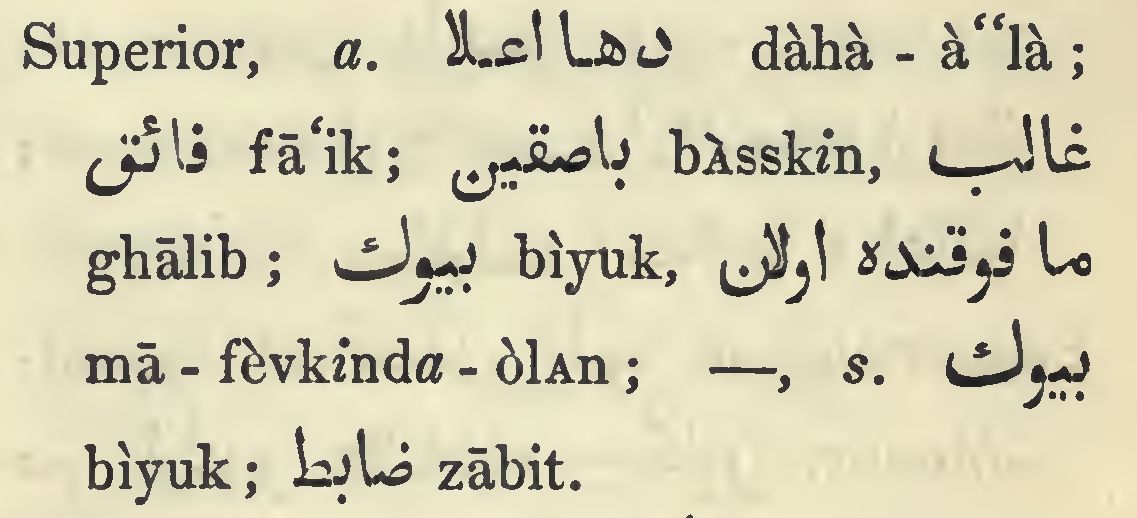 Superior, a. دها اعلا dàhà - à‘‘là ;
فائق fā‘ik ; باصقين bàsskin, غالب
ghālib ; بيوك bìyuk, ما فوقنده اولان
mā - fèvkinda - òlᴀn ; —, s. بيوك
bìyuk ; ضابط zābit.